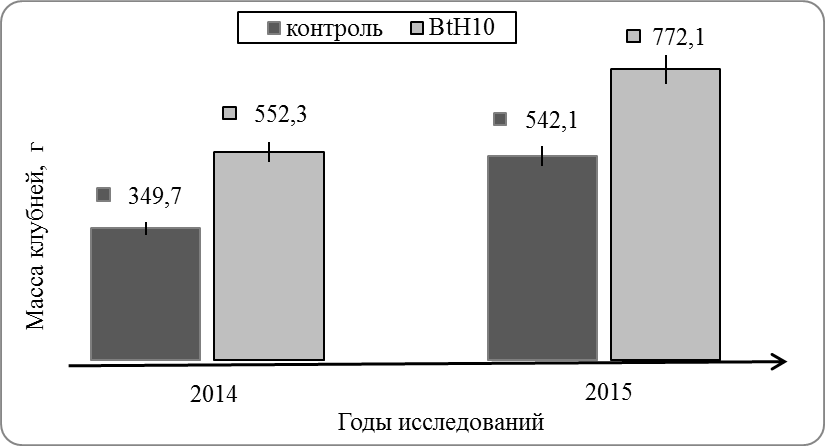 контроль BtH10
772,1
552,3
542,1
349,7
Масса клубней, г
2014 2015
Годы исследований